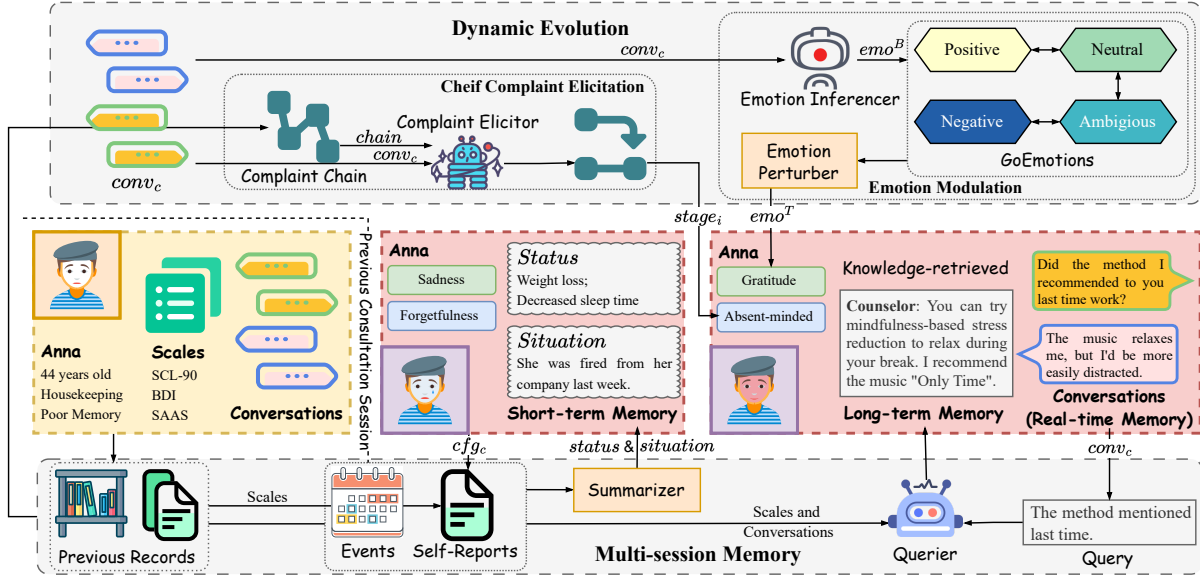 Dynamic Evolution
conv_c
emo^B
Positive
Neutral
Negative
Ambigious
GoEmotions
Emotion Inferencer
Cheif Complaint Elicitation
Complaint Elicitor
chain
conv_c
Complaint Chain
conv_c
Emotion
Perturber
Emotion Modulation
stage_i
emo^T
Previous Consultation Session
Anna
44 years old
Housekeeping
Poor Memory
Scales
SCL-90
BDI
SAAS
Conversations
Anna
Sadness
Forgetfulness
Status
Weight loss;
Decreased sleep time
Situation
She was fired from her
company last week.
Short-term Memory
Anna
Gratitude
Absent-minded
Knowledge-retrieved
Counselor: You can try
mindfulness-based stress
reduction to relax during
your break. I recommend
the music "Only Time".
Long-term Memory
Did the method I
recommended to you
last time work?
The music relaxes
me, but I'd be more
easily distracted.
Conversations
(Real-time Memory)
cfg_c
status & situation
conv_c
Previous Records
Scales
Events
Self-Reports
Summarizer
Multi-session Memory
Scales and
Conversations
Querier
The method mentioned
last time.
Query